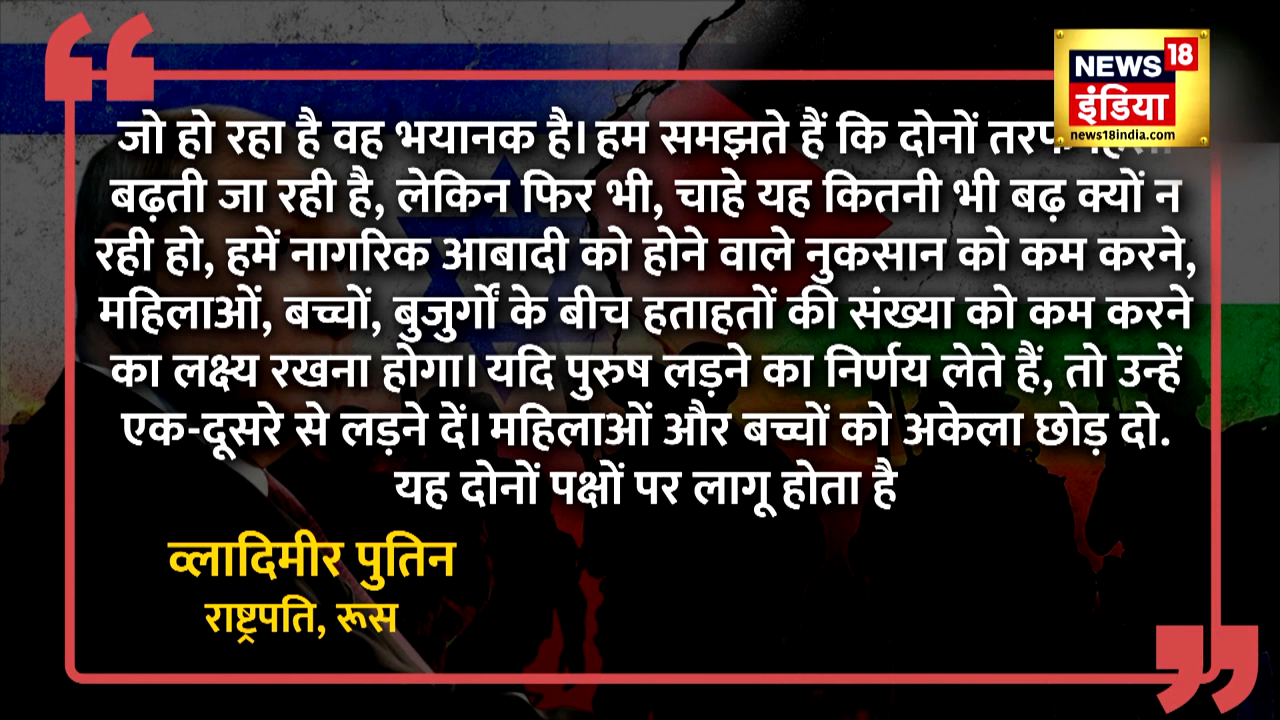 NEWS 18
इंडिया
news18india.com
जो हो रहा है वह भयानक है। हम समझते हैं कि दोनों
बढ़ती जा रही है, लेकिन फिर भी, चाहे यह कितनी भी बढ़ क्यों न
रही हो, हमें नागरिक आबादी को होने वाले नुकसान को कम करने,
महिलाओं, बच्चों, बुजुर्गों के बीच हताहतों की संख्या को कम करने
का लक्ष्य रखना होगा। यदि पुरुष लड़ने का निर्णय लेते हैं, तो उन्हें
एक-दूसरे से लड़ने दें। महिलाओं और बच्चों को अकेला छोड़ दो.
यह दोनों पक्षों पर लागू होता है
व्लादिमीर पुतिन
राष्ट्रपति, रूस